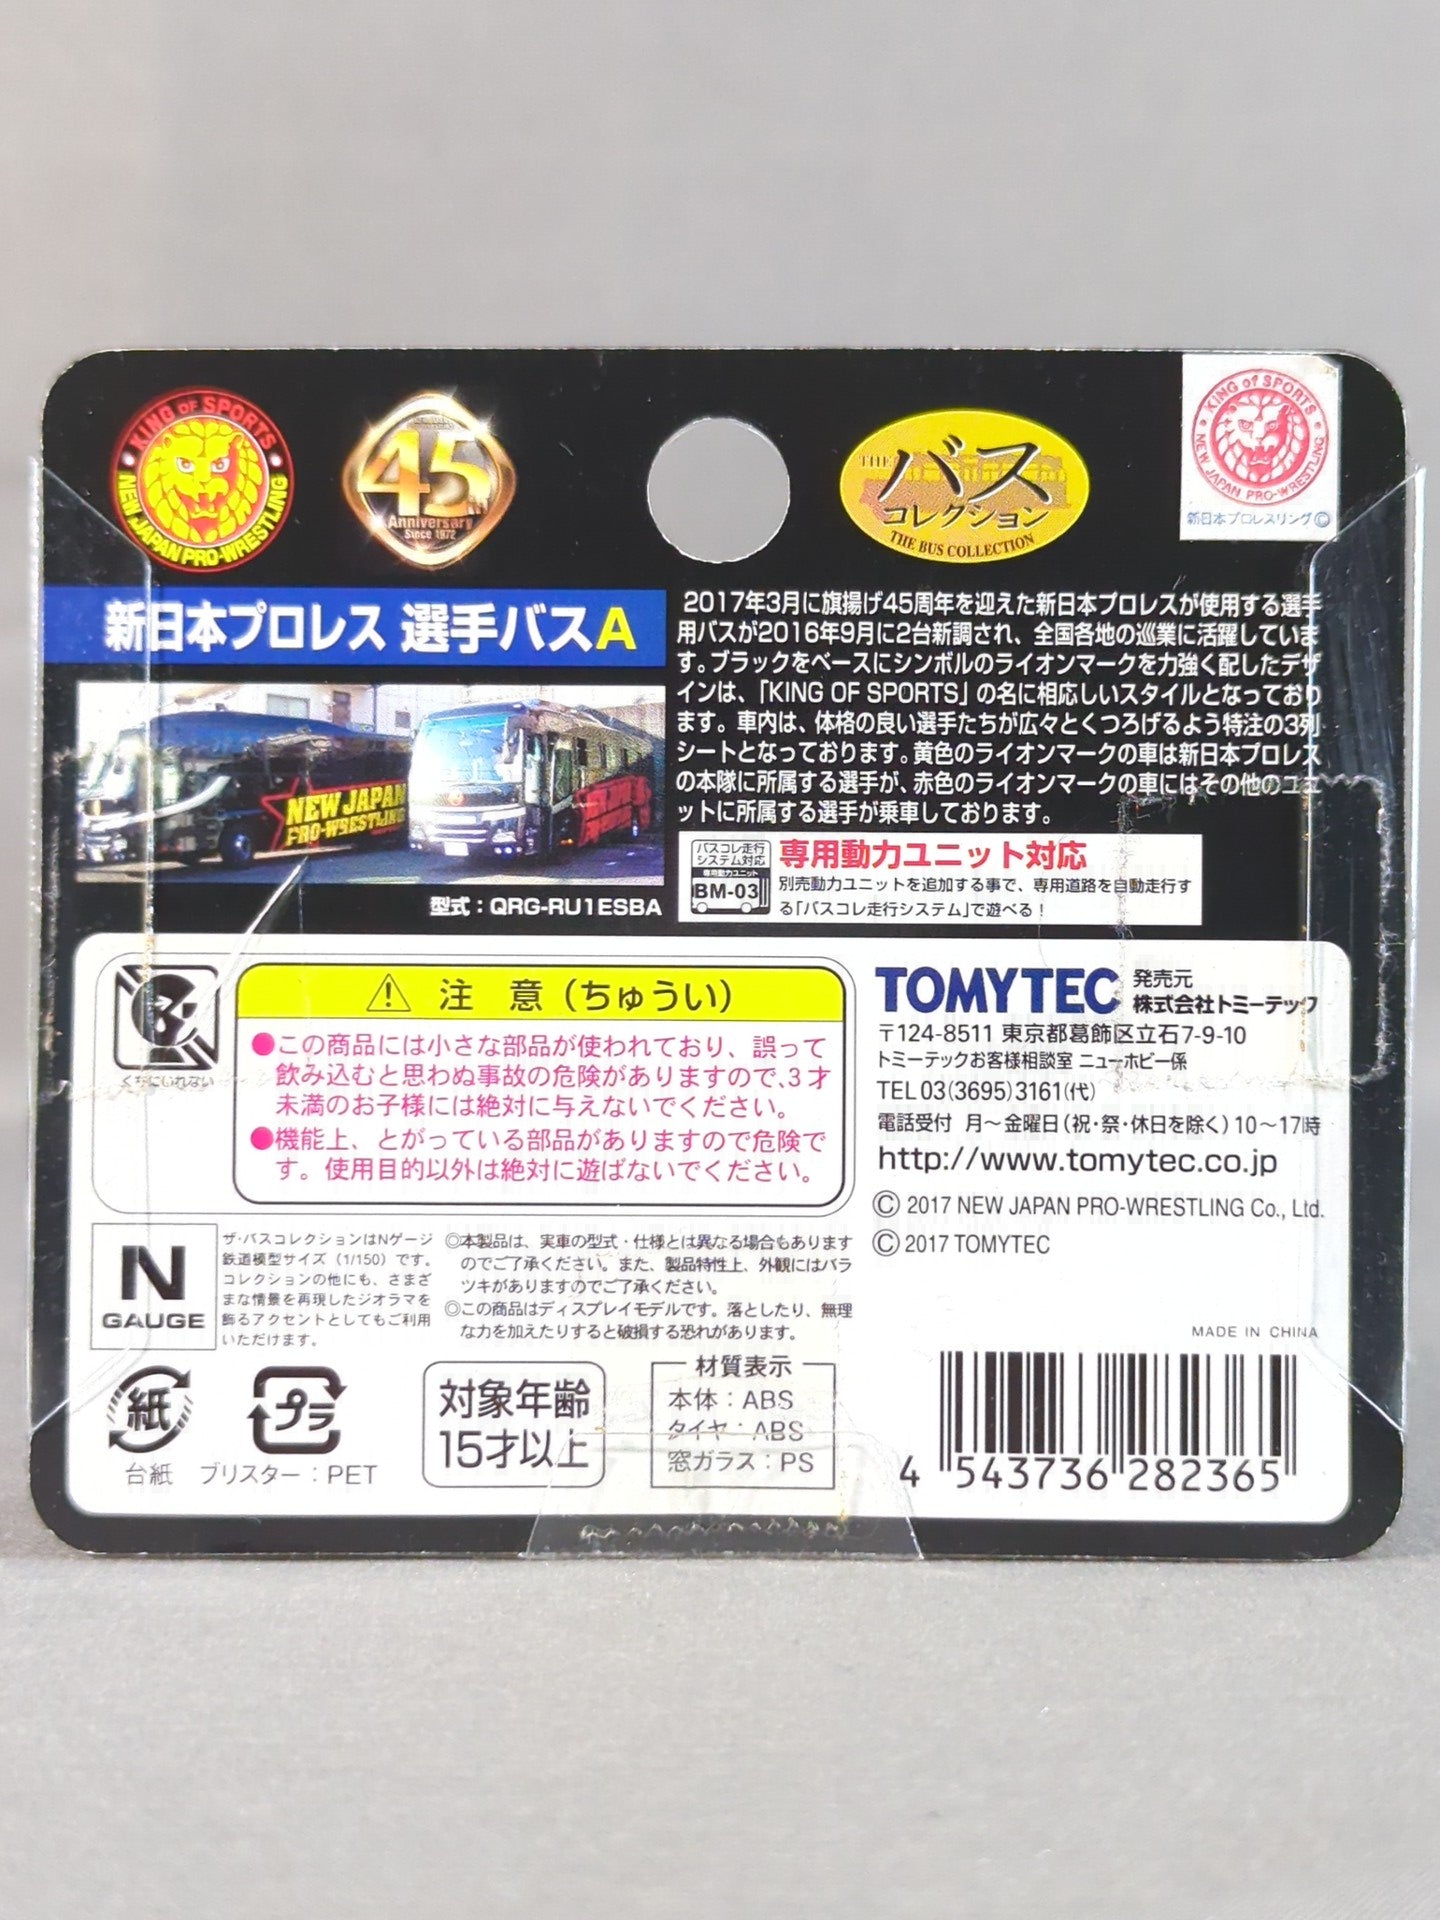 KING OF SPORTS
NEW JAPAN PRO-WRESTLING
45th
Anniversary
Since 1972
THE バス
コレクション
THE BUS COLLECTION
KING OF SPORTS
NEW JAPAN PRO-WRESTLING
新日本プロレスリング©
新日本プロレス 選手バスA
NEW JAPAN
PRO-WRESTLING
型式：QRG-RU1ESBA
2017年3月に旗揚げ45周年を迎えた新日本プロレスが使用する選手
用バスが2016年9月に2台新調され、全国各地の巡業に活躍していま
す。ブラックをベースにシンボルのライオンマークを力強く配したデザ
インは、「KING OF SPORTS」の名に相応しいスタイルとなっており
ます。車内は、体格の良い選手たちが広々とくつろげるよう特注の3列
シートとなっております。黄色のライオンマークの車は新日本プロレス
の本隊に所属する選手が、赤色のライオンマークの車にはその他のユニ
ットに所属する選手が乗車しております。
バスコレ走行
システム対応
専用動力ユニット
BM-03
専用動力ユニット対応
別売動力ユニットを追加する事で、専用道路を自動走行す
る「バスコレ走行システム」で遊べる！
くちにいれない
注 意（ちゅうい）
●この商品には小さな部品が使われており、誤って
飲み込むと思わぬ事故の危険がありますので、3才
未満のお子様には絶対に与えないでください。
●機能上、とがっている部品がありますので危険で
す。使用目的以外は絶対に遊ばないでください。
TOMYTEC 発売元
株式会社トミーテック
〒124-8511 東京都葛飾区立石7-9-10
トミーテックお客様相談室 ニューホビー係
TEL 03(3695)3161(代)
電話受付 月～金曜日（祝・祭・休日を除く）10～17時
http://www.tomytec.co.jp
© 2017 NEW JAPAN PRO-WRESTLING Co., Ltd.
© 2017 TOMYTEC
N
GAUGE
ザ・バスコレクションはNゲージ
鉄道模型サイズ（1/150）です。
コレクションの他にも、さまざ
まな情景を再現したジオラマを
飾るアクセントとしてもご利用
いただけます。
◎本製品は、実車の型式・仕様とは異なる場合もあります
のでご了承ください。また、製品特性上、外観にはバラ
ツキがありますのでご了承ください。
◎この商品はディスプレイモデルです。落としたり、無理
な力を加えたりすると破損する恐れがあります。
MADE IN CHINA
紙
台紙
プラ
ブリスター：PET
対象年齢
15才以上
材質表示
本体：ABS
タイヤ：ABS
窓ガラス：PS
4 543736 282365